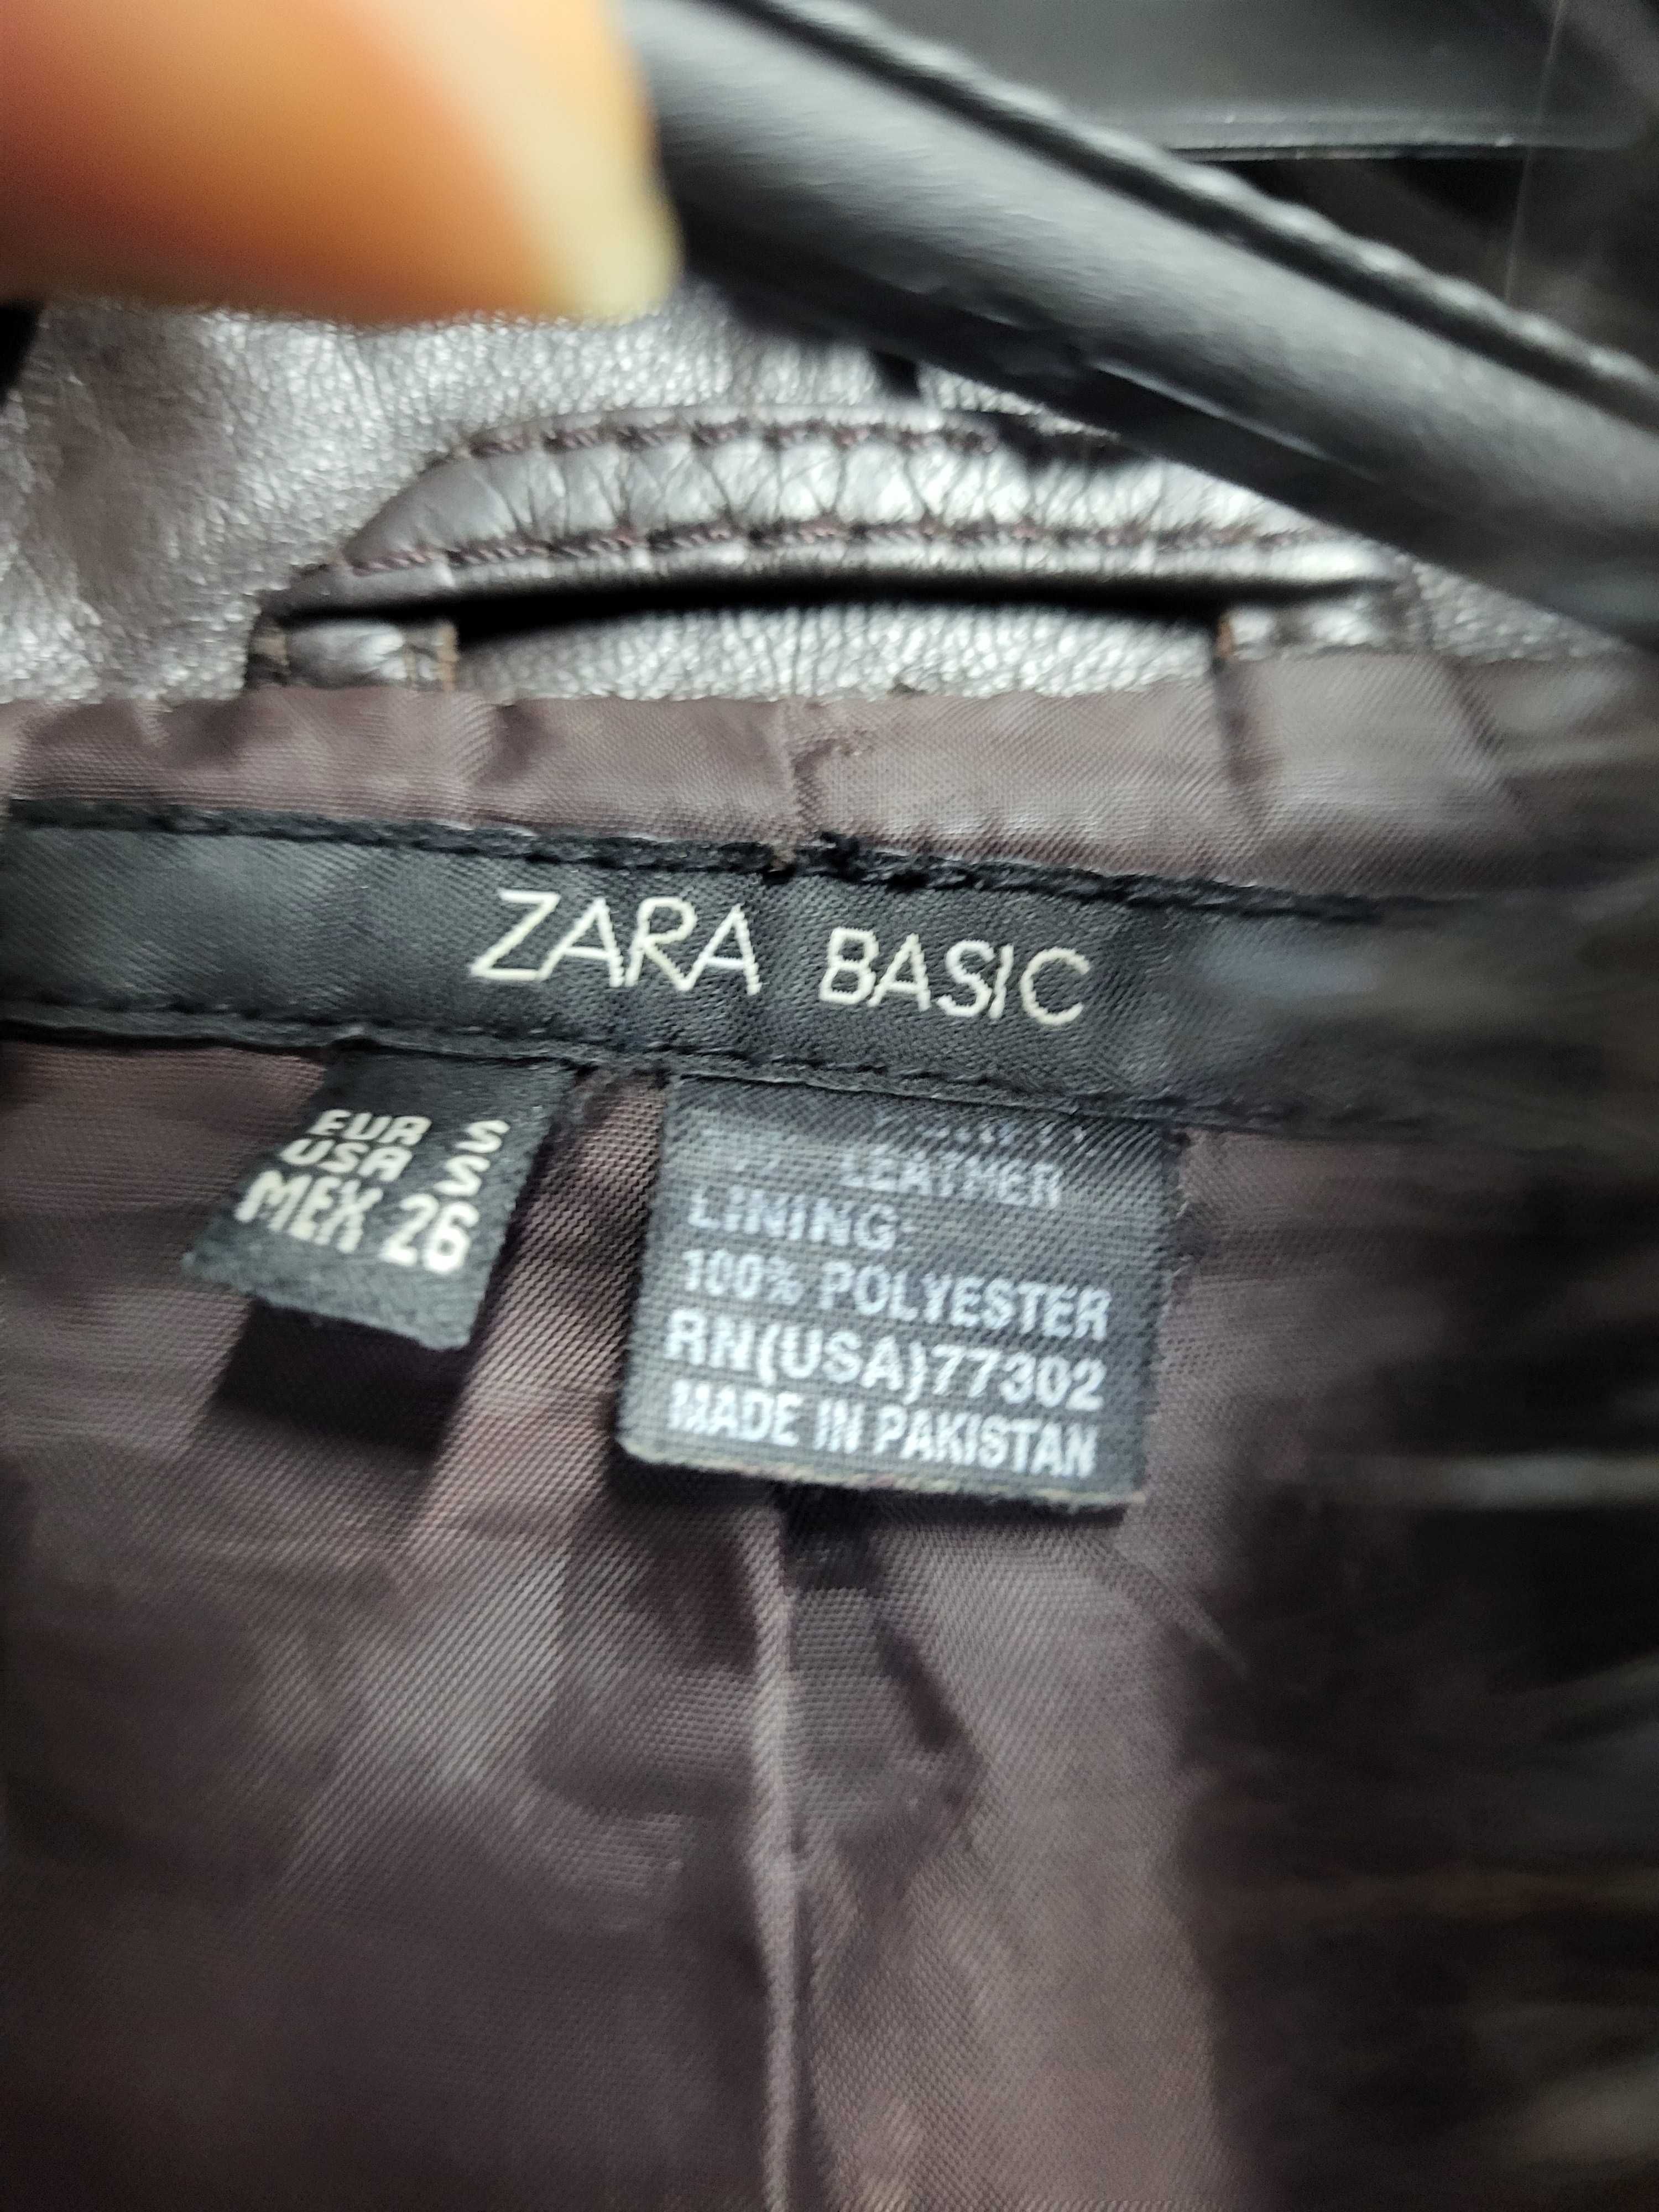 ZARA BASIC
EUR S
USA S
MEX 26
LEATHER
LINING:
100% POLYESTER
RN(USA)77302
MADE IN PAKISTAN